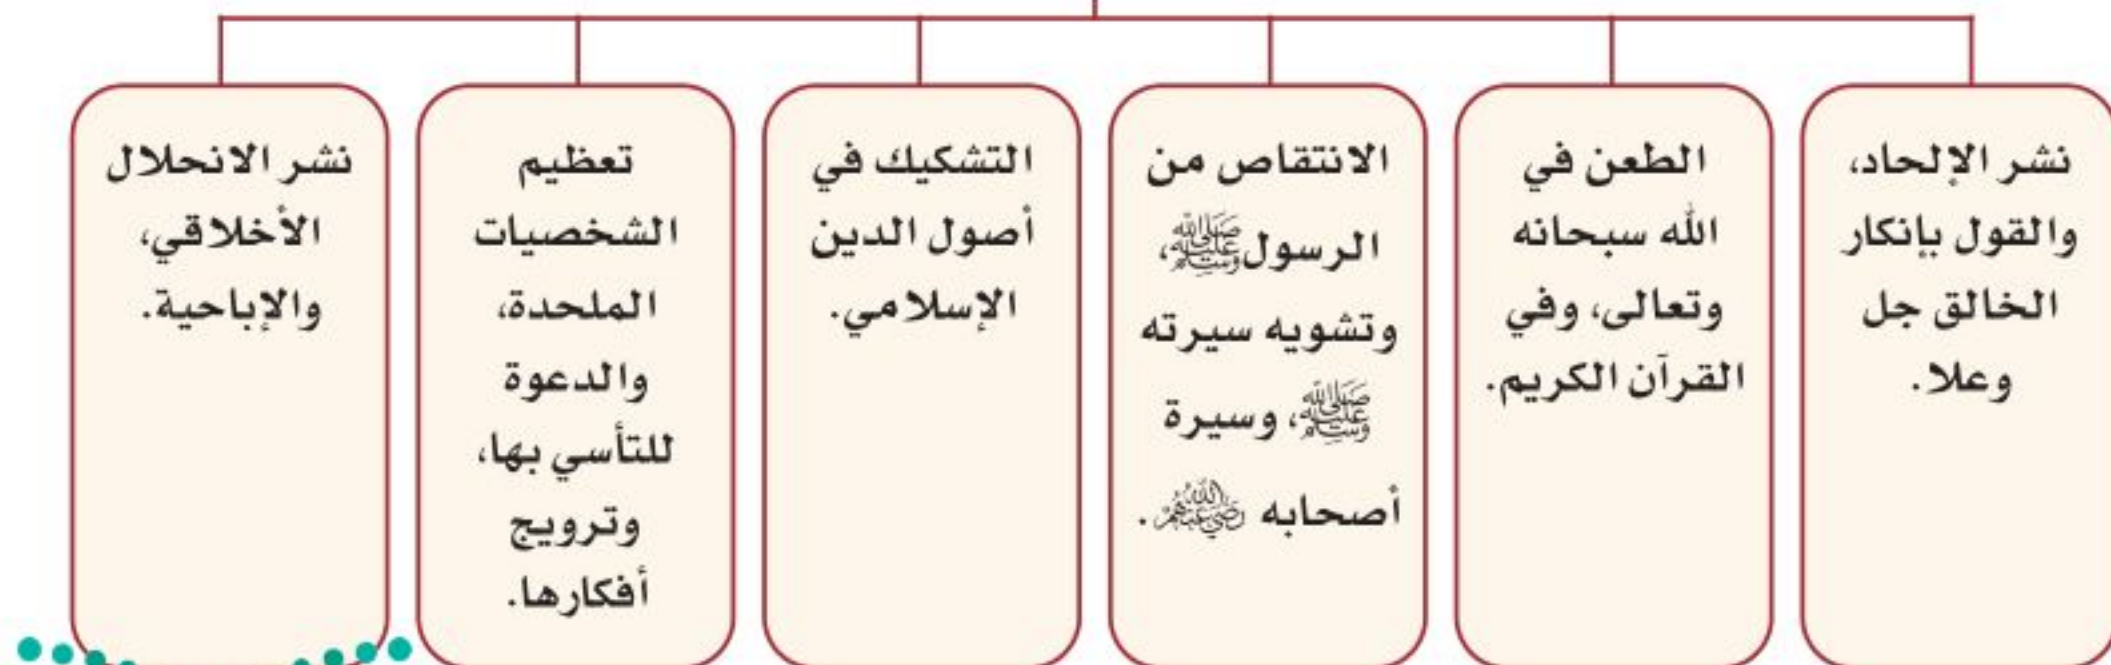 نشر الإلحاد،
والقول بإنكار
الخالق جل
وعلا.
الطعن في
الله سبحانه
وتعالى، وفي
القرآن الكريم.
الانتقاص من
الرسول ﷺ،
وتشويه سيرته
ﷺ، وسيرة
أصحابه رضي الله عنهم.
التشكيك في
أصول الدين
الإسلامي.
تعظيم
الشخصيات
الملحدة،
والدعوة
للتأسي بها،
وترويج
أفكارها.
نشر الانحلال
الأخلاقي،
والإباحية.